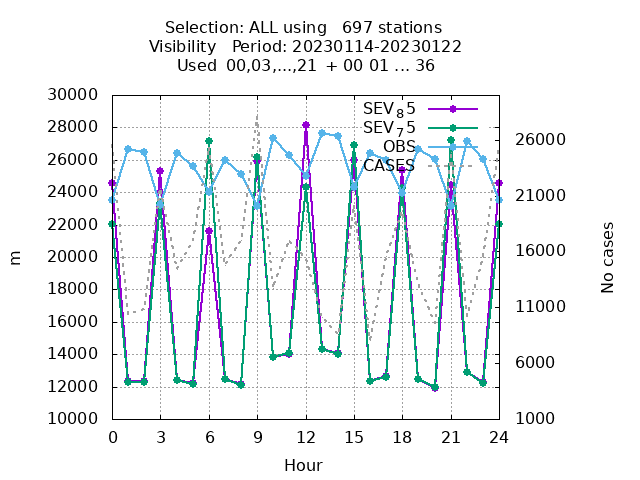 Selection: ALL using   697 stations
Visibility   Period: 20230114-20230122
Used  00,03,...,21  + 00 01 ... 36
30000
28000
26000
24000
22000
20000
18000
16000
14000
12000
10000
26000
21000
16000
11000
6000
1000
SEV_85
SEV_75
OBS
CASES
m
No cases
0 3 6 9 12 15 18 21 24
Hour